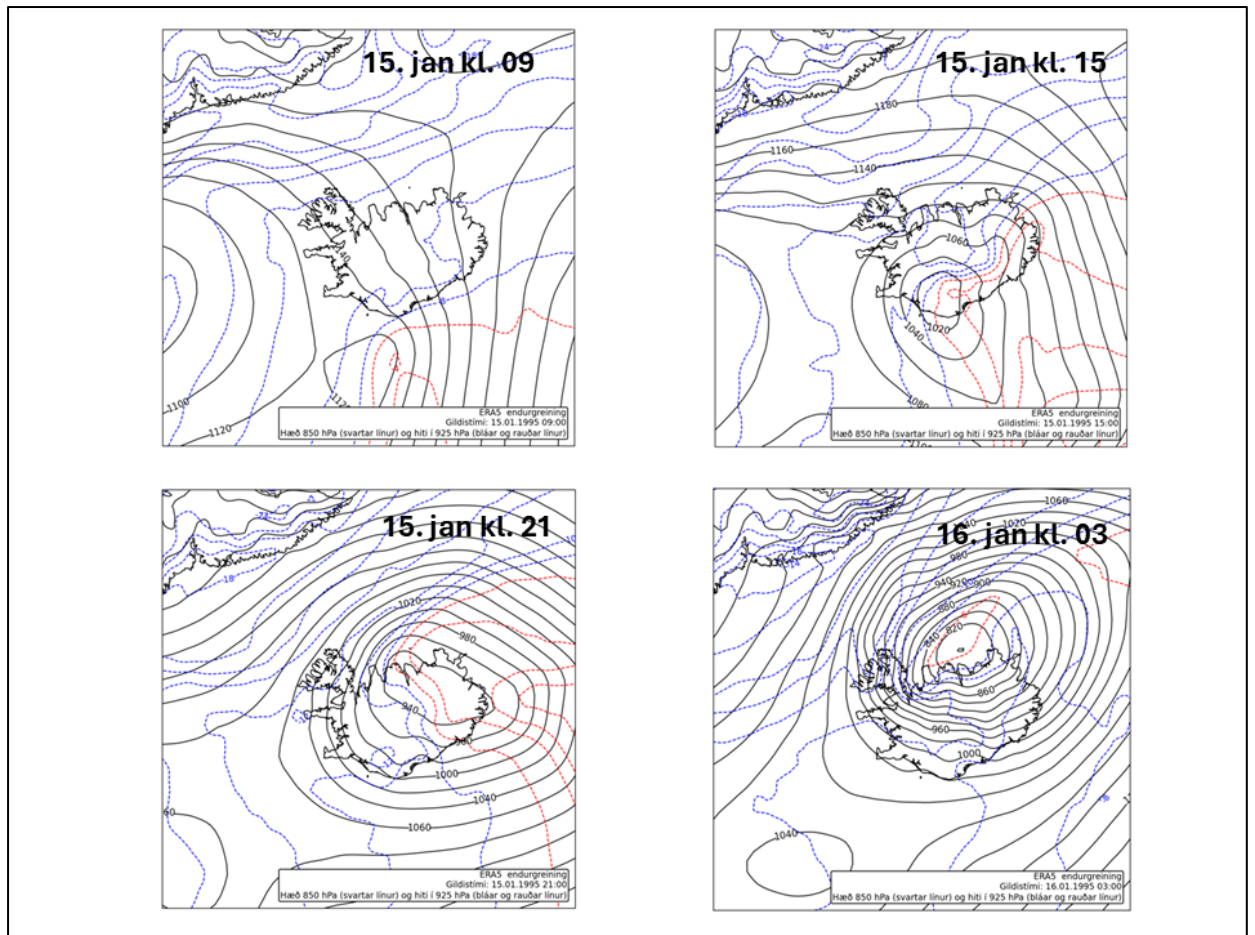 15. jan kl. 09
1140
1100
1120
1120
ERA5 endurgreining
Gildistími: 15.01.1995 09:00
Hæð 850 hPa (svartar línur) og hiti í 925 hPa (bláar og rauðar línur)
15. jan kl. 15
1180
1160
1140
1060
1020
1040
1080
ERA5 endurgreining
Gildistími: 15.01.1995 15:00
Hæð 850 hPa (svartar línur) og hiti í 925 hPa (bláar og rauðar línur)
15. jan kl. 21
-18
1020
980
940
980
1000
1040
1060
ERA5 endurgreining
Gildistími: 15.01.1995 21:00
Hæð 850 hPa (svartar línur) og hiti í 925 hPa (bláar og rauðar línur)
16. jan kl. 03
1060
1020
980
940
920
900
880
820
840
860
960
1000
1040
ERA5 endurgreining
Gildistími: 16.01.1995 03:00
Hæð 850 hPa (svartar línur) og hiti í 925 hPa (bláar og rauðar línur)